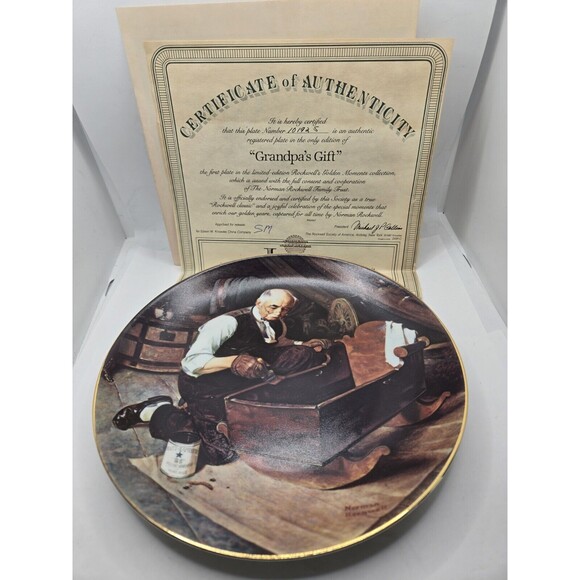 CERTIFICATE of AUTHENTICITY
It is hereby certified
that this plate Number is an authentic
registered plate in the only edition of
"Grandpa's Gift"
the first plate in the limited edition Rockwell's Golden Moments collection,
which is issued with the full consent and cooperation
of The Norman Rockwell Family Trust.
It is officially endorsed and certified by this Society as a true
"Rockwell classic" and a joyful celebration of the special moments that
enrich our golden years, captured for all time by Norman Rockwell.
Norman
Rockwell